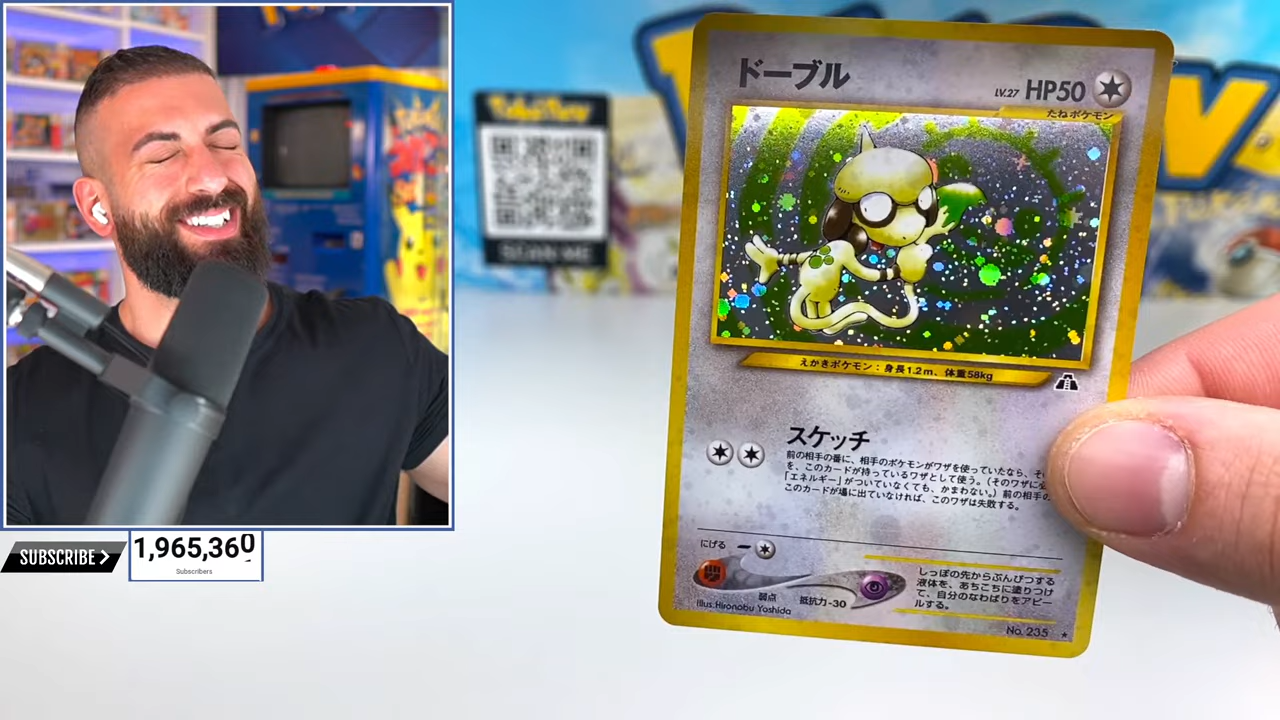 SUBSCRIBE >
1,965,360
Subscribers
SCAN ME
ドーブル
LV.27 HP50
たねポケモン
えかきポケモン：身長1.2m、体重58kg
スケッチ
前の相手の番に、相手のポケモンがワザを使っていたなら、そ
を、このカードが持っているワザとして使う。（そのワザに必
「エネルギー」がついていなくても、かまわない。）前の相手の
このカードが場に出ていなければ、このワザは失敗する。
にげる
弱点
抵抗力-30
Illus.Hironobu Yoshida
しっぽの先からぶんぴつする
液体を、あちこちに塗りつけ
て、自分のなわばりをアピー
ルする。
No. 235